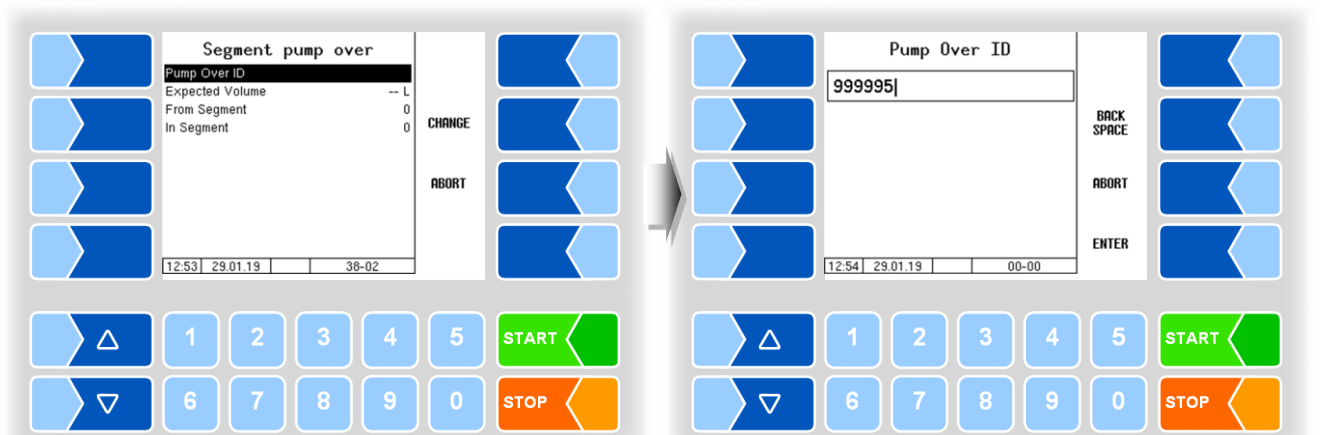 Segment pump over
Pump Over ID
Expected Volume -- L
From Segment 0
In Segment 0
CHANGE
ABORT
12:53 29.01.19 38-02
1 2 3 4 5 START
6 7 8 9 0 STOP
Pump Over ID
999995
BACK
SPACE
ABORT
ENTER
12:54 29.01.19 00-00
1 2 3 4 5 START
6 7 8 9 0 STOP